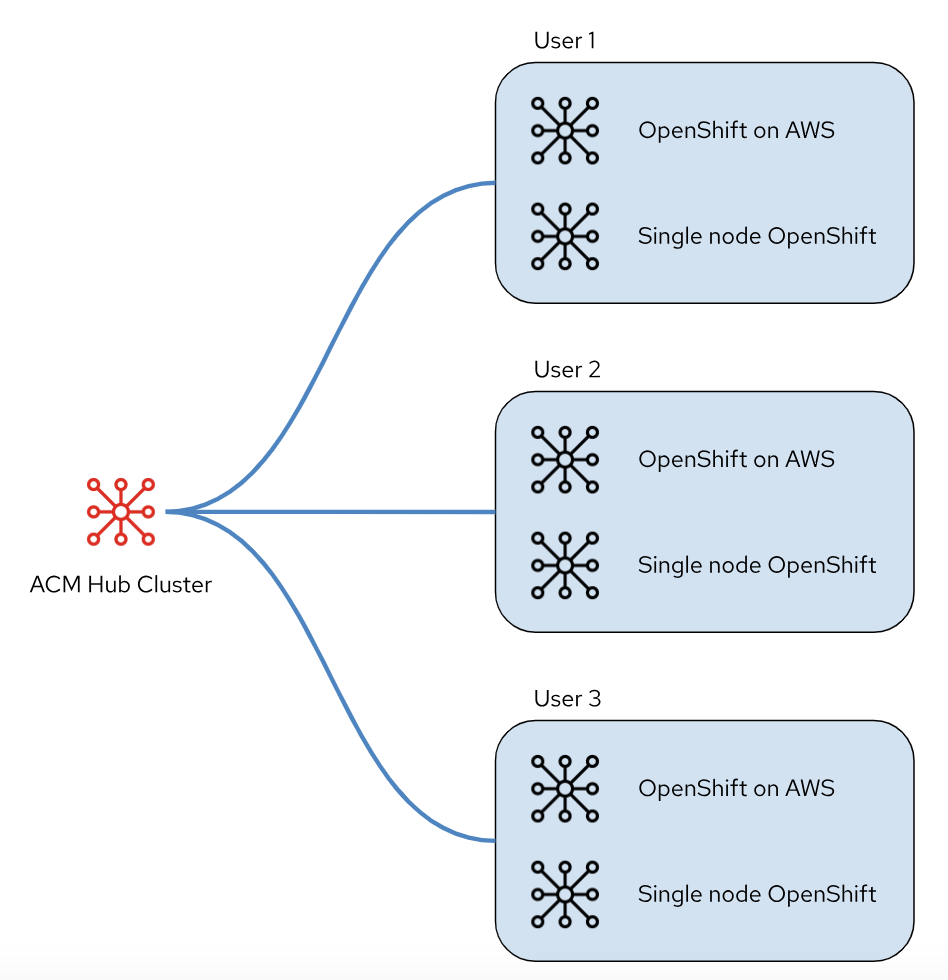 User 1
OpenShift on AWS
Single node OpenShift
User 2
OpenShift on AWS
Single node OpenShift
ACM Hub Cluster
User 3
OpenShift on AWS
Single node OpenShift